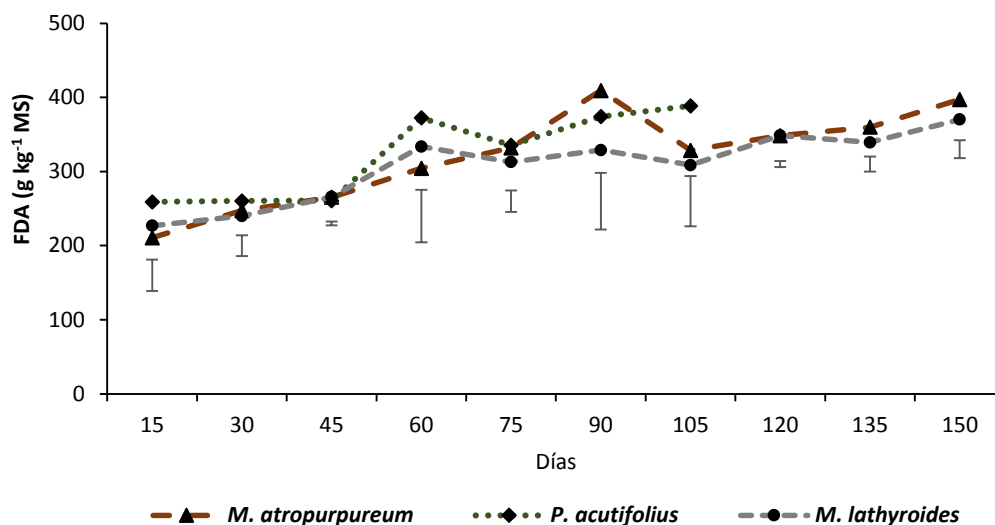 500
400
300
200
100
0
FDA (g kg⁻¹ MS)
15 30 45 60 75 90 105 120 135 150
Días
M. atropurpureum P. acutifolius M. lathyroides